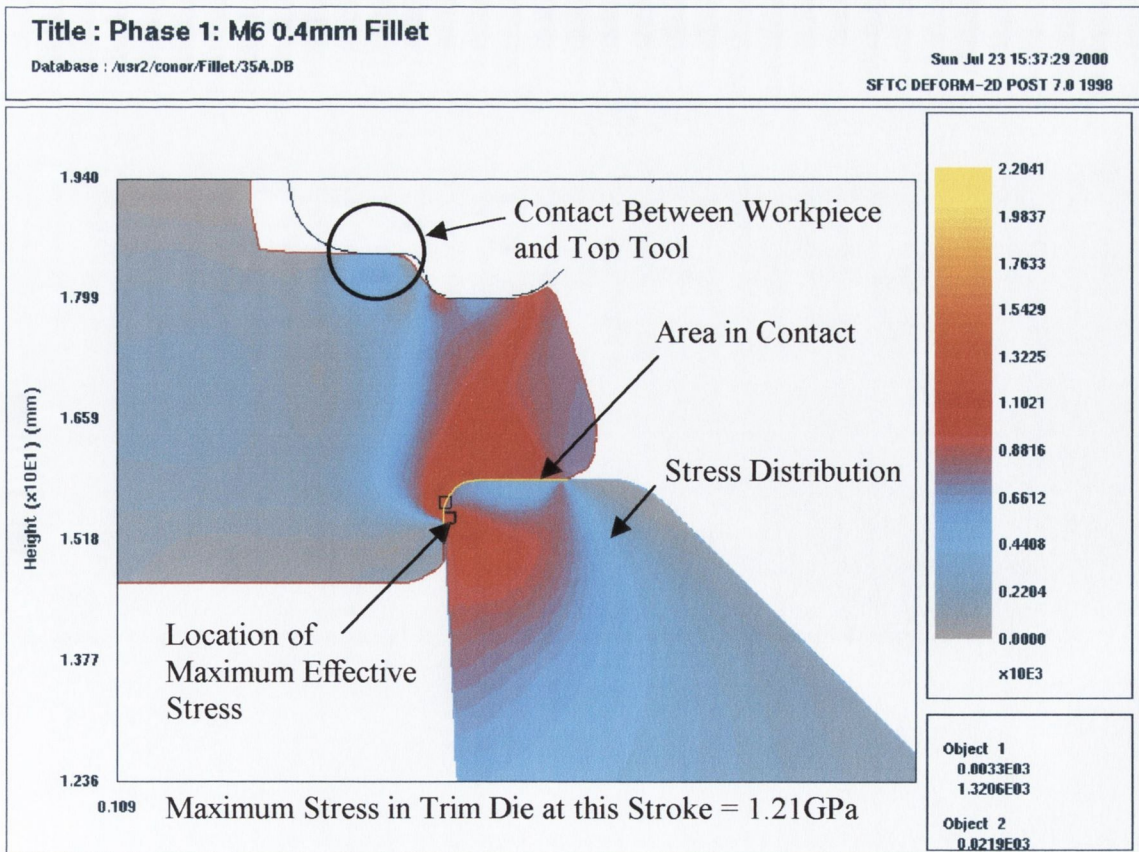 Title : Phase 1: M6 0.4mm Fillet
Database : /usr2/conor/Fillet/35A.DB
Sun Jul 23 15:37:29 2000
SFTC DEFORM-2D POST 7.0 1998
Height (x10E1) (mm)
1.940
1.799
1.659
1.518
1.377
1.236
0.109
Contact Between Workpiece
and Top Tool
Area in Contact
Stress Distribution
Location of
Maximum Effective
Stress
Maximum Stress in Trim Die at this Stroke = 1.21GPa
2.2041
1.9837
1.7633
1.5429
1.3225
1.1021
0.8816
0.6612
0.4408
0.2204
0.0000
x10E3
Object 1
0.0033E03
1.3206E03
Object 2
0.0219E03